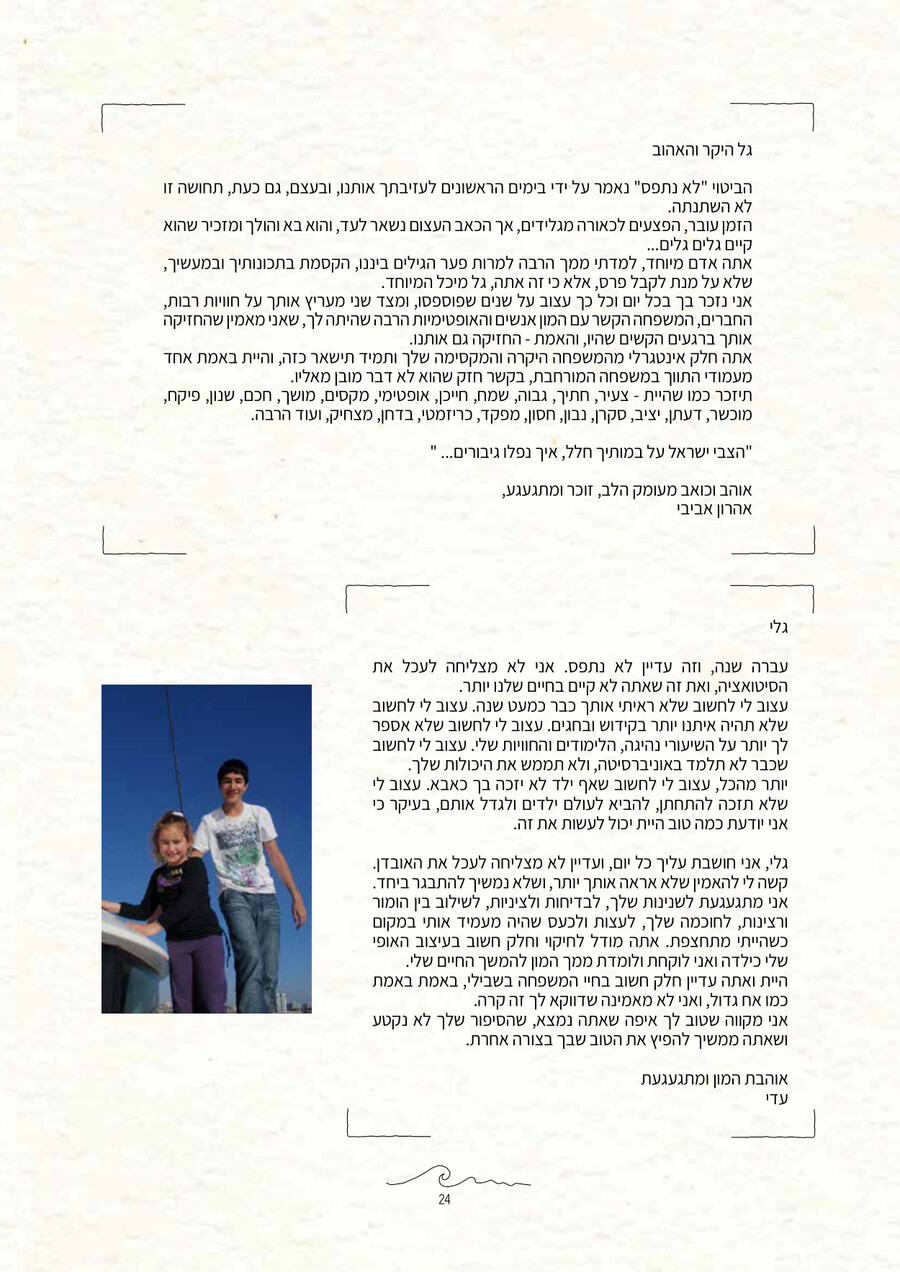 גל היקר והאהוב
הביטוי "לא נתפס" נאמר על ידי בימים הראשונים לעזיבתך אותנו, ובעצם, גם כעת, תחושה זו
לא השתנתה.
הזמן עובר, הפצעים לכאורה מגלידים, אך הכאב העצום נשאר לעד, והוא בא והולך ומזכיר שהוא
קיים גלים גלים...
אתה אדם מיוחד, למדתי ממך הרבה למרות פער הגילים ביננו, הקסמת בתכונותיך ובמעשיך,
שלא על מנת לקבל פרס, אלא כי זה אתה, גל מיכל המיוחד.
אני נזכר בך בכל יום וכל כך עצוב על שנים שפוספסו, ומצד שני מעריץ אותך על חוויות רבות,
החברים, המשפחה הקשר עם המון אנשים והאופטימיות הרבה שהיתה לך, שאני מאמין שהחזיקה
אותך ברגעים הקשים שהיו, והאמת - החזיקה גם אותנו.
אתה חלק אינטגרלי מהמשפחה היקרה והמקסימה שלך ותמיד תישאר כזה, והיית באמת אחד
מעמודי התווך במשפחה המורחבת, בקשר חזק שהוא לא דבר מובן מאליו.
תיזכר כמו שהיית - צעיר, חתיך, גבוה, שמח, חייכן, אופטימי, מקסים, מושך, חכם, שנון, פיקח,
מוכשר, דעתן, יציב, סקרן, נבון, חסון, מפקד, כריזמטי, בדחן, מצחיק, ועוד הרבה.
"הצבי ישראל על במותיך חלל, איך נפלו גיבורים... "
אוהב וכואב מעומק הלב, זוכר ומתגעגע,
אהרון אביבי
גלי
עברה שנה, וזה עדיין לא נתפס. אני לא מצליחה לעכל את
הסיטואציה, ואת זה שאתה לא קיים בחיים שלנו יותר.
עצוב לי לחשוב שלא ראיתי אותך כבר כמעט שנה. עצוב לי לחשוב
שלא תהיה איתנו יותר בקידוש ובחגים. עצוב לי לחשוב שלא אספר
לך יותר על השיעורי נהיגה, הלימודים והחוויות שלי. עצוב לי לחשוב
שכבר לא תלמד באוניברסיטה, ולא תממש את היכולות שלך.
יותר מהכל, עצוב לי לחשוב שאף ילד לא יזכה בך כאבא. עצוב לי
שלא תזכה להתחתן, להביא לעולם ילדים ולגדל אותם, בעיקר כי
אני יודעת כמה טוב היית יכול לעשות את זה.
גלי, אני חושבת עליך כל יום, ועדיין לא מצליחה לעכל את האובדן.
קשה לי להאמין שלא אראה אותך יותר, ושלא נמשיך להתבגר ביחד.
אני מתגעגעת לשנינות שלך, לבדיחות ולציניות, לשילוב בין הומור
ורצינות, לחוכמה שלך, לעצות ולכעס שהיה מעמיד אותי במקום
כשהייתי מתחצפת. אתה מודל לחיקוי וחלק חשוב בעיצוב האופי
שלי כילדה ואני לוקחת ולומדת ממך המון להמשך החיים שלי.
היית ואתה עדיין חלק חשוב בחיי המשפחה בשבילי, באמת באמת
כמו אח גדול, ואני לא מאמינה שדווקא לך זה קרה.
אני מקווה שטוב לך איפה שאתה נמצא, שהסיפור שלך לא נקטע
ושאתה ממשיך להפיץ את הטוב שבך בצורה אחרת.
אוהבת המון ומתגעגעת
עדי
24